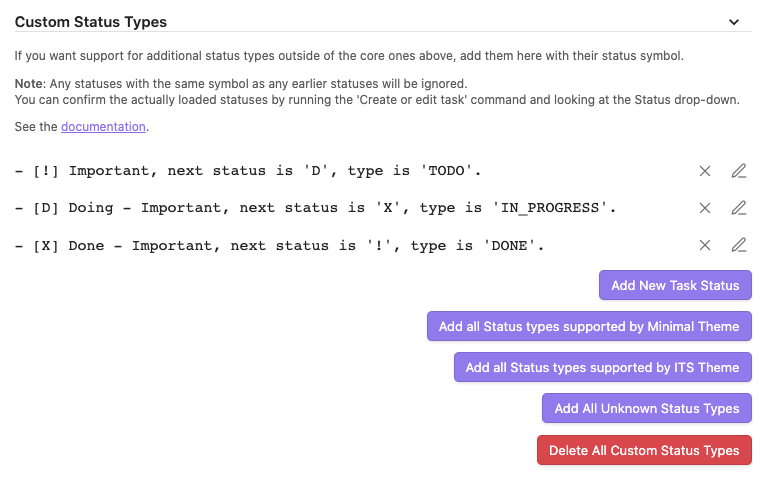 Custom Status Types
If you want support for additional status types outside of the core ones above, add them here with their status symbol.
Note: Any statuses with the same symbol as any earlier statuses will be ignored.
You can confirm the actually loaded statuses by running the 'Create or edit task' command and looking at the Status drop-down.
See the documentation.
- [!] Important, next status is 'D', type is 'TODO'.
- [D] Doing - Important, next status is 'X', type is 'IN_PROGRESS'.
- [X] Done - Important, next status is '!', type is 'DONE'.
Add New Task Status
Add all Status types supported by Minimal Theme
Add all Status types supported by ITS Theme
Add All Unknown Status Types
Delete All Custom Status Types